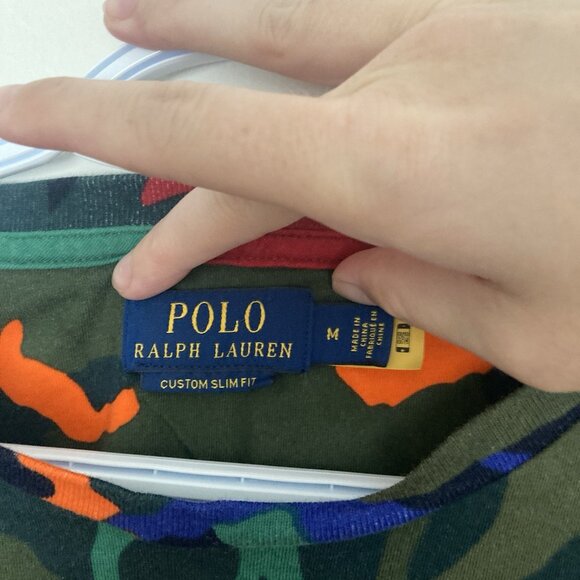 POLO
RALPH LAUREN
CUSTOM SLIM FIT
M
MADE IN
CHINA
FABRIQUÉ EN
CHINE